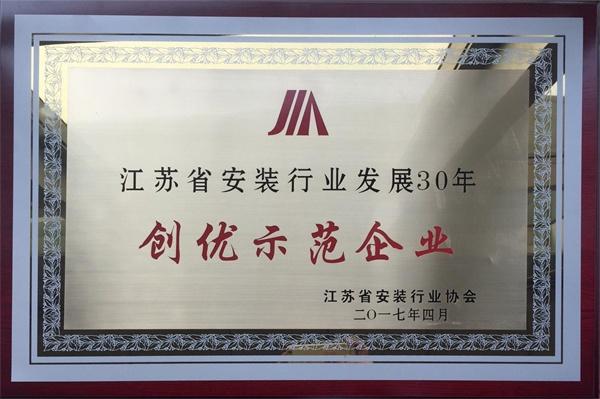 JIA
江苏省安装行业发展30年
创优示范企业
江苏省安装行业协会
二〇一七年四月